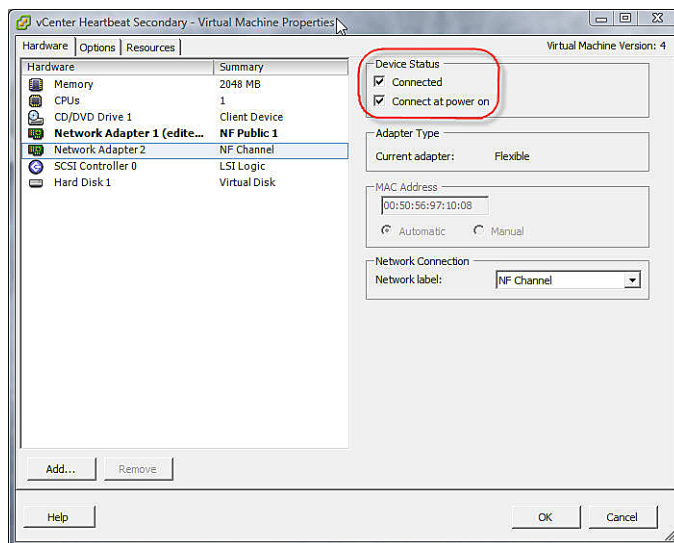 vCenter Heartbeat Secondary - Virtual Machine Properties
Hardware Options Resources Virtual Machine Version: 4
Hardware Summary
Memory 2048 MB
CPUs 1
CD/DVD Drive 1 Client Device
Network Adapter 1 (edite... NF Public 1
Network Adapter 2 NF Channel
SCSI Controller 0 LSI Logic
Hard Disk 1 Virtual Disk
Device Status
Connected
Connect at power on
Adapter Type
Current adapter: Flexible
MAC Address
00:50:56:97:10:08
Automatic Manual
Network Connection
Network label: NF Channel
Add... Remove
Help OK Cancel